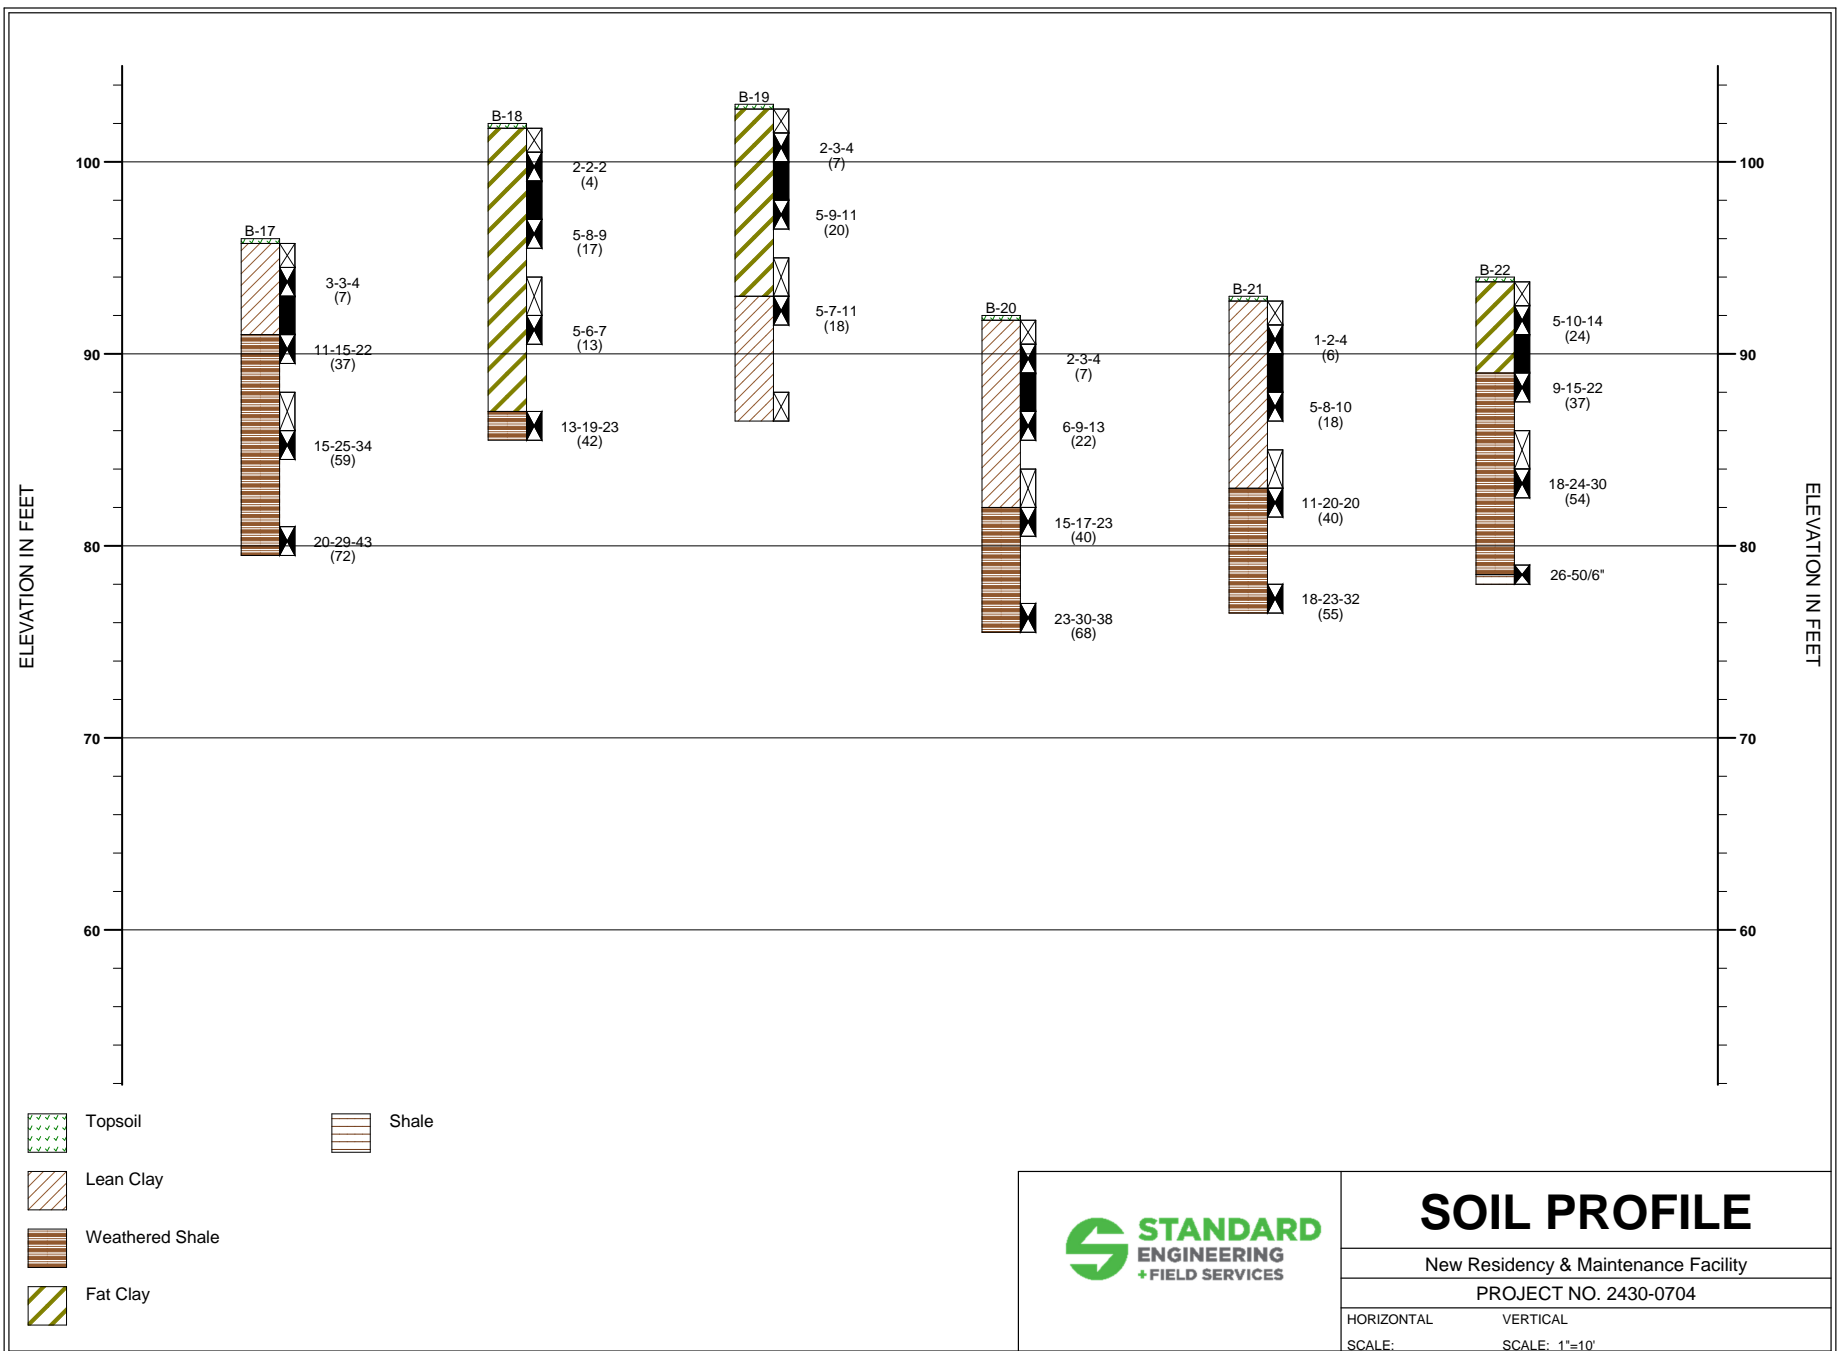 B-19
B-18
2-3-4
(7)
100
2-2-2
(4)
100
5-9-11
(20)
B-17
5-8-9
(17)
3-3-4
(7)
B-22
B-21
5-7-11
(18)
B-20
5-10-14
(24)
5-6-7
(13)
1-2-4
(6)
90
11-15-22
(37)
2-3-4
(7)
90
9-15-22
(37)
5-8-10
(18)
13-19-23
(42)
6-9-13
(22)
15-25-34
(59)
18-24-30
(54)
11-20-20
(40)
15-17-23
(40)
80
20-29-43
(72)
80
26-50/6"
18-23-32
(55)
23-30-38
(68)
ELEVATION IN FEET
ELEVATION IN FEET
70
70
60
60
Topsoil
Shale
Lean Clay
Weathered Shale
Fat Clay
STANDARD
ENGINEERING
+FIELD SERVICES
SOIL PROFILE
New Residency & Maintenance Facility
PROJECT NO. 2430-0704
HORIZONTAL VERTICAL
SCALE: SCALE: 1"=10'